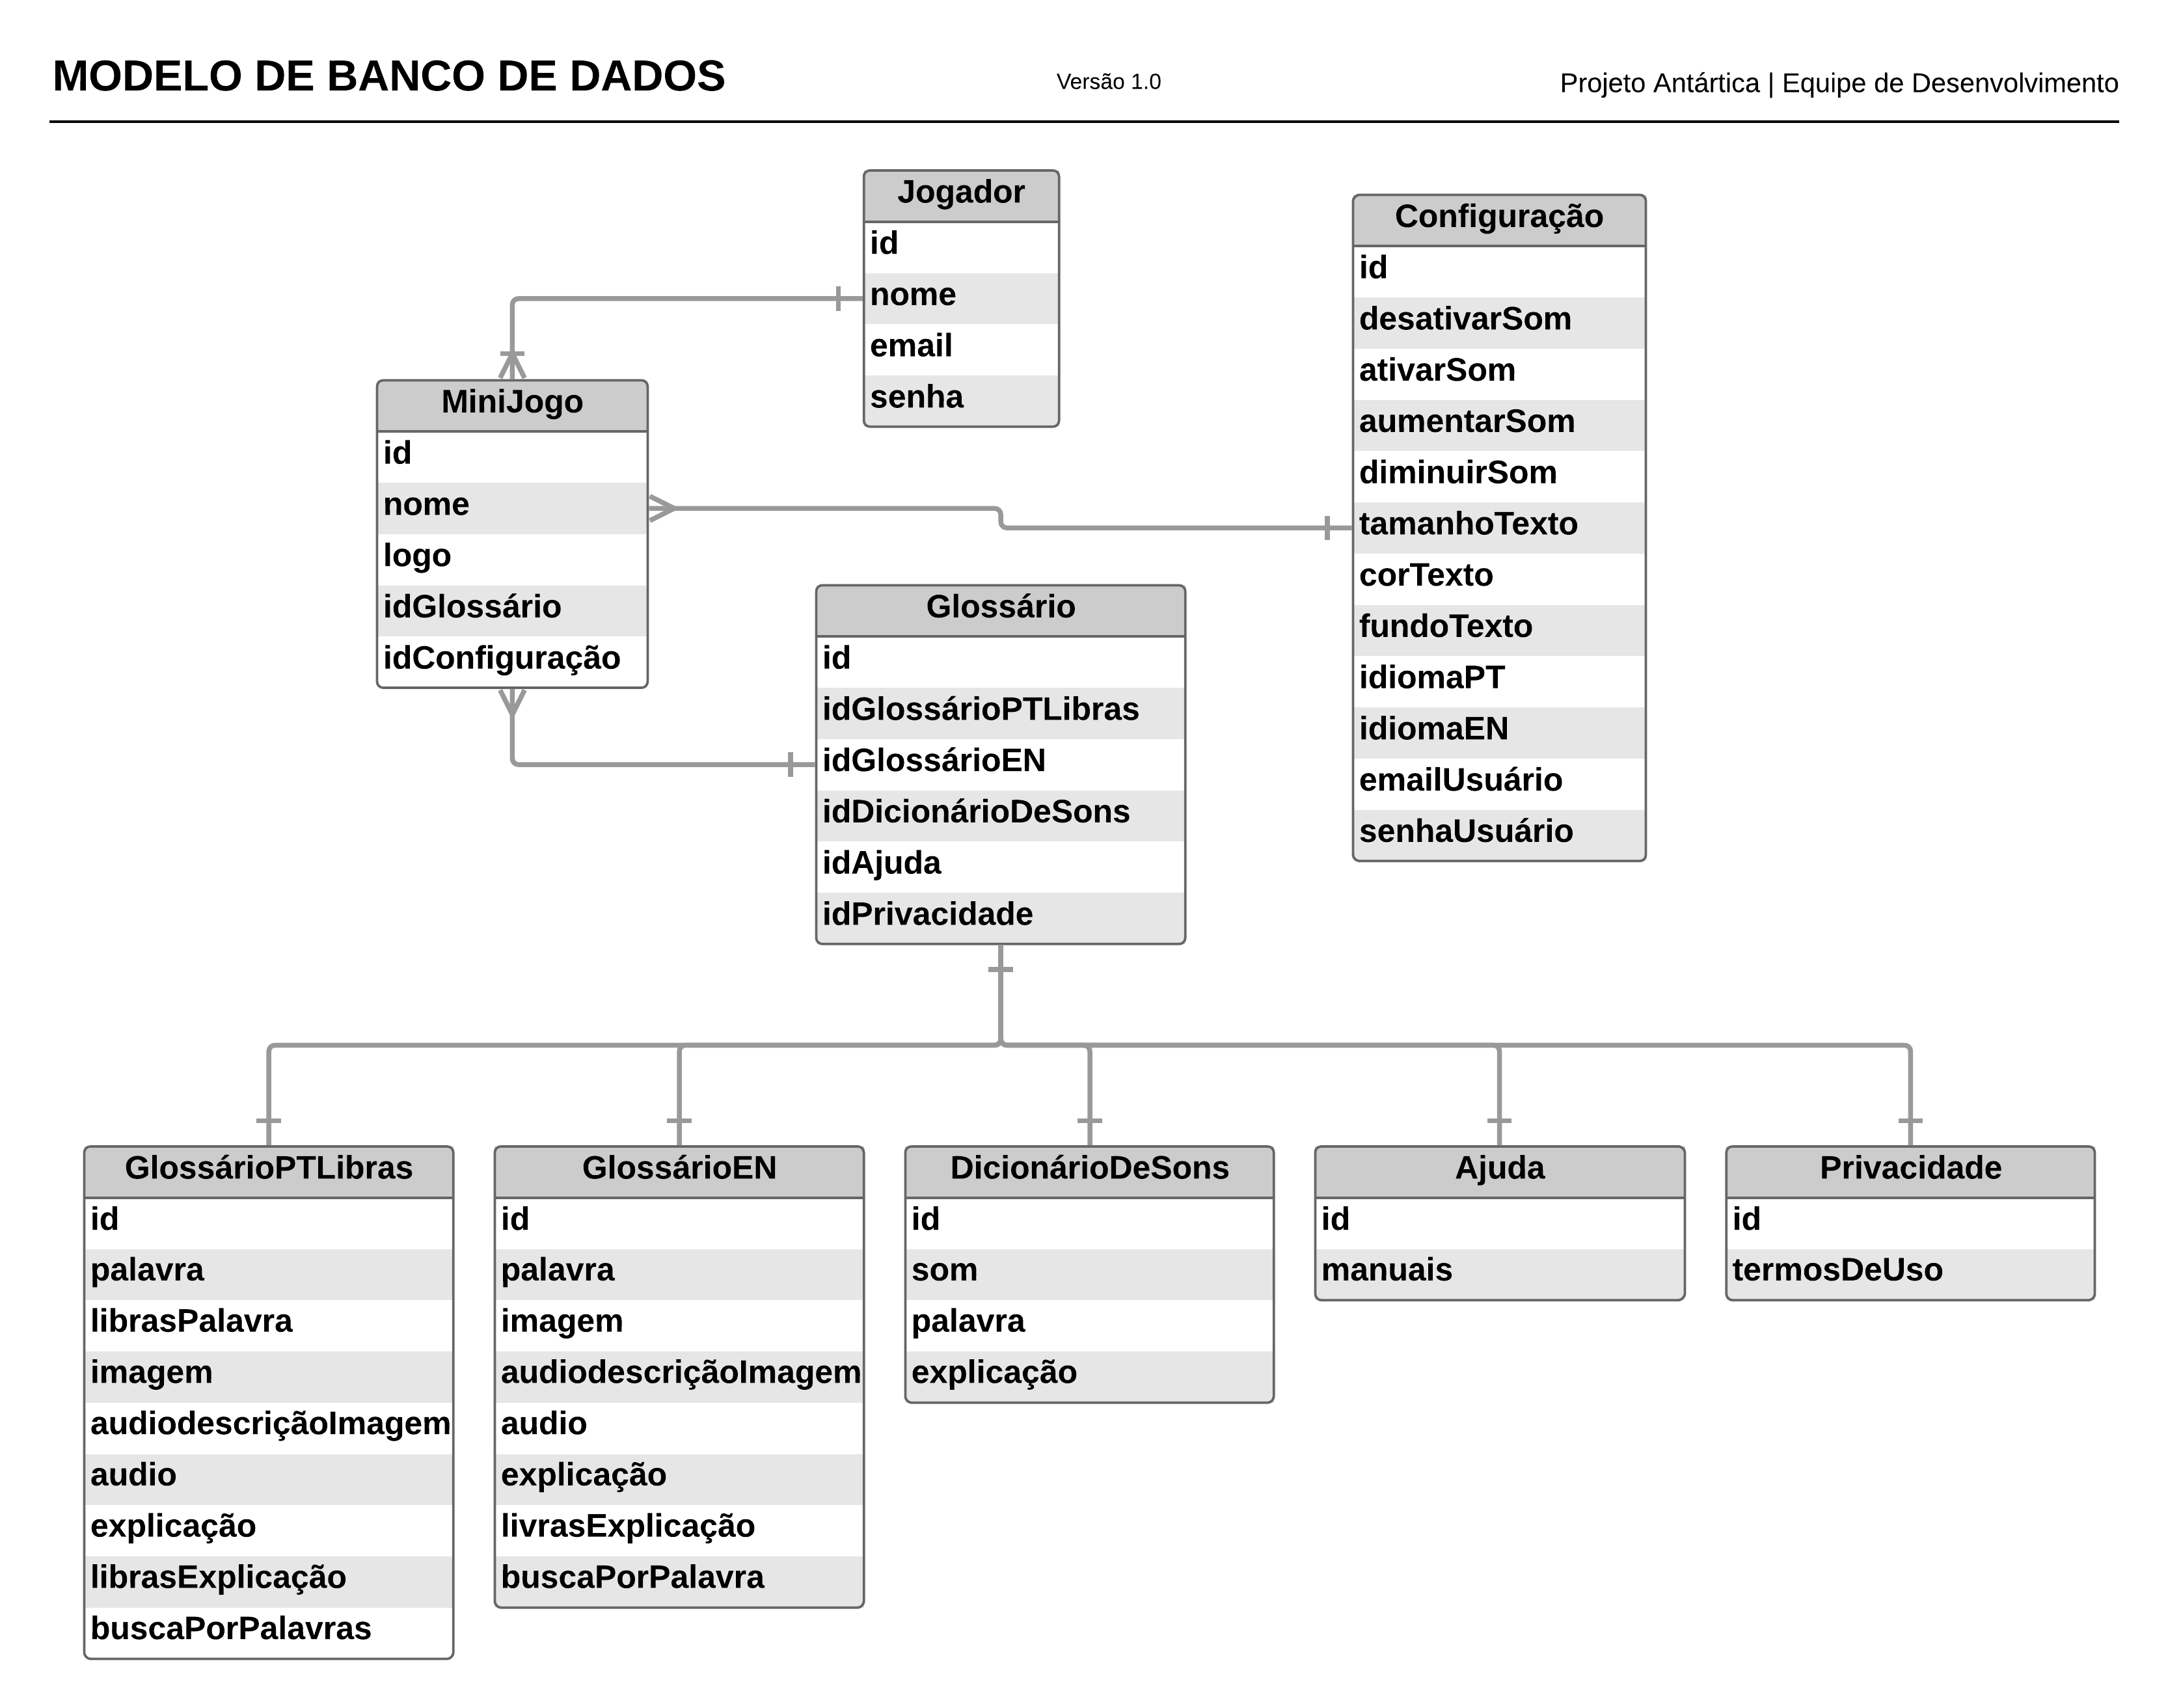 MODELO DE BANCO DE DADOS
Versão 1.0
Projeto Antártica | Equipe de Desenvolvimento
Jogador
id
nome
email
senha
Configuração
id
desativarSom
ativarSom
aumentarSom
diminuirSom
tamanhoTexto
corTexto
fundoTexto
idiomaPT
idiomaEN
emailUsuário
senhaUsuário
MiniJogo
id
nome
logo
idGlossário
idConfiguração
Glossário
id
idGlossárioPTLibras
idGlossárioEN
idDicionárioDeSons
idAjuda
idPrivacidade
GlossárioPTLibras
id
palavra
librasPalavra
imagem
audiodescriçãoImagem
audio
explicação
librasExplicação
buscaPorPalavras
GlossárioEN
id
palavra
imagem
audiodescriçãoImagem
audio
explicação
livrasExplicação
buscaPorPalavra
DicionárioDeSons
id
som
palavra
explicação
Ajuda
id
manuais
Privacidade
id
termosDeUso